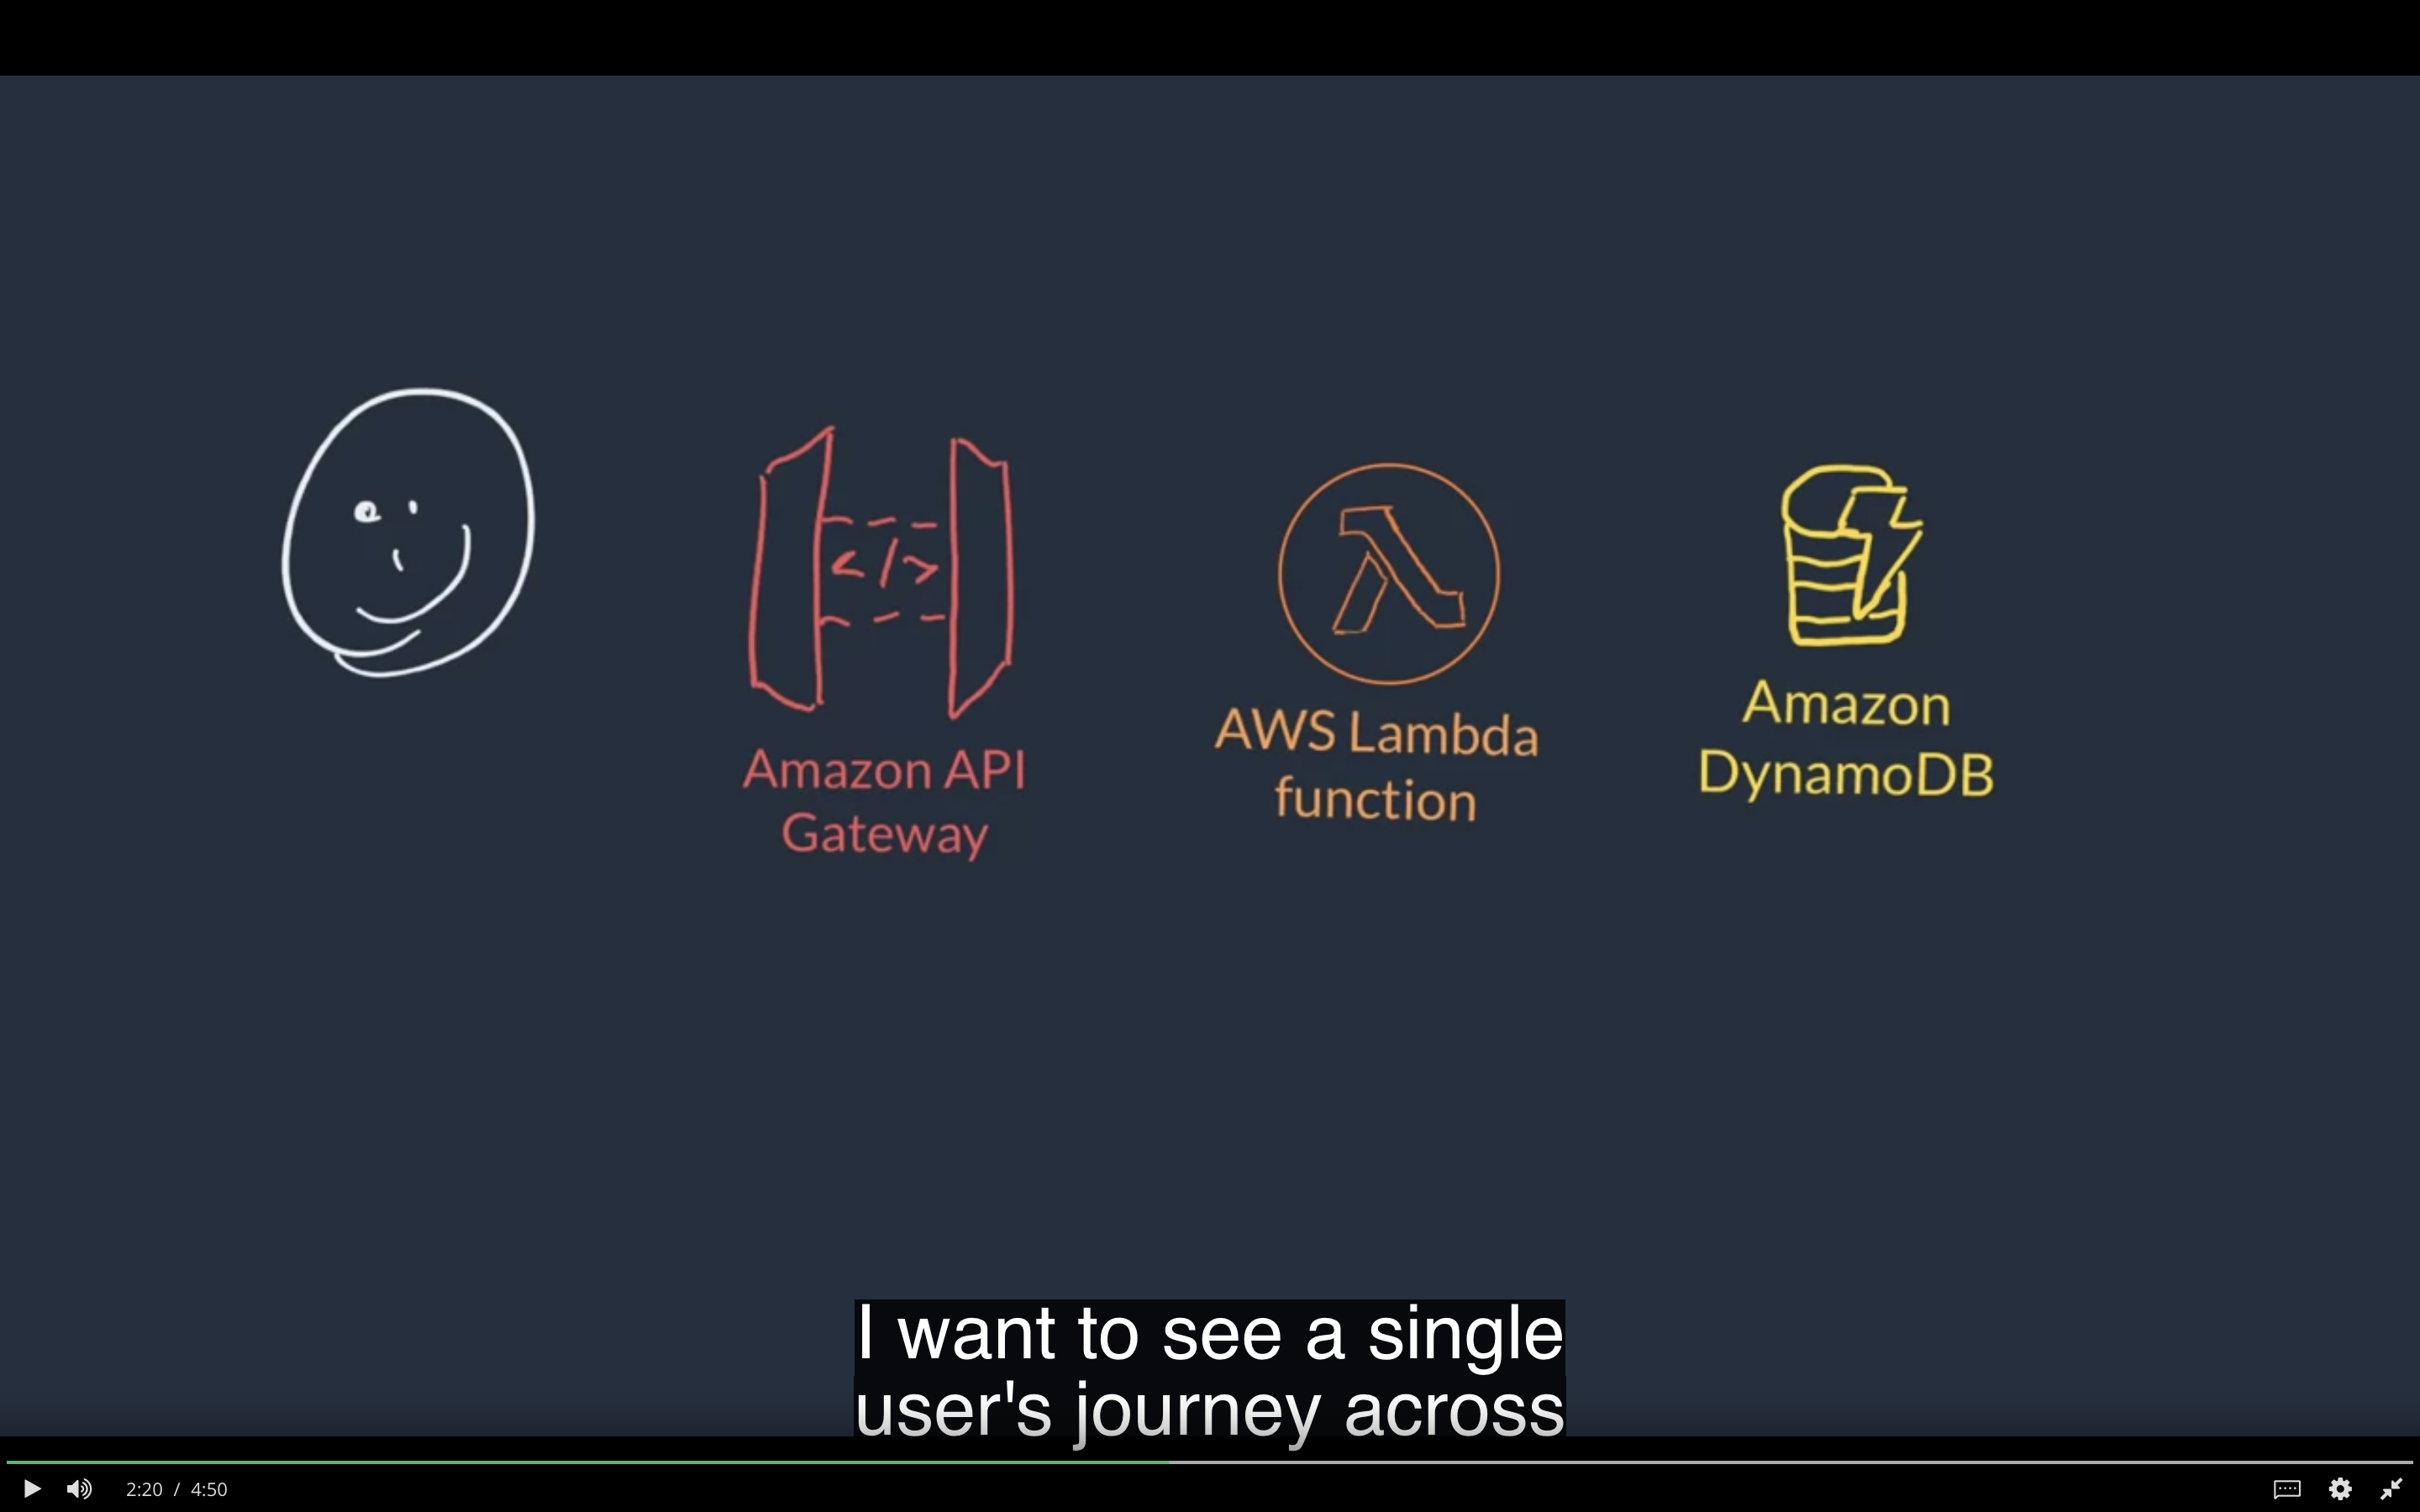 </>
Amazon API
Gateway
AWS Lambda
function
Amazon
DynamoDB
I want to see a single
user's journey across
2:20 / 4:50